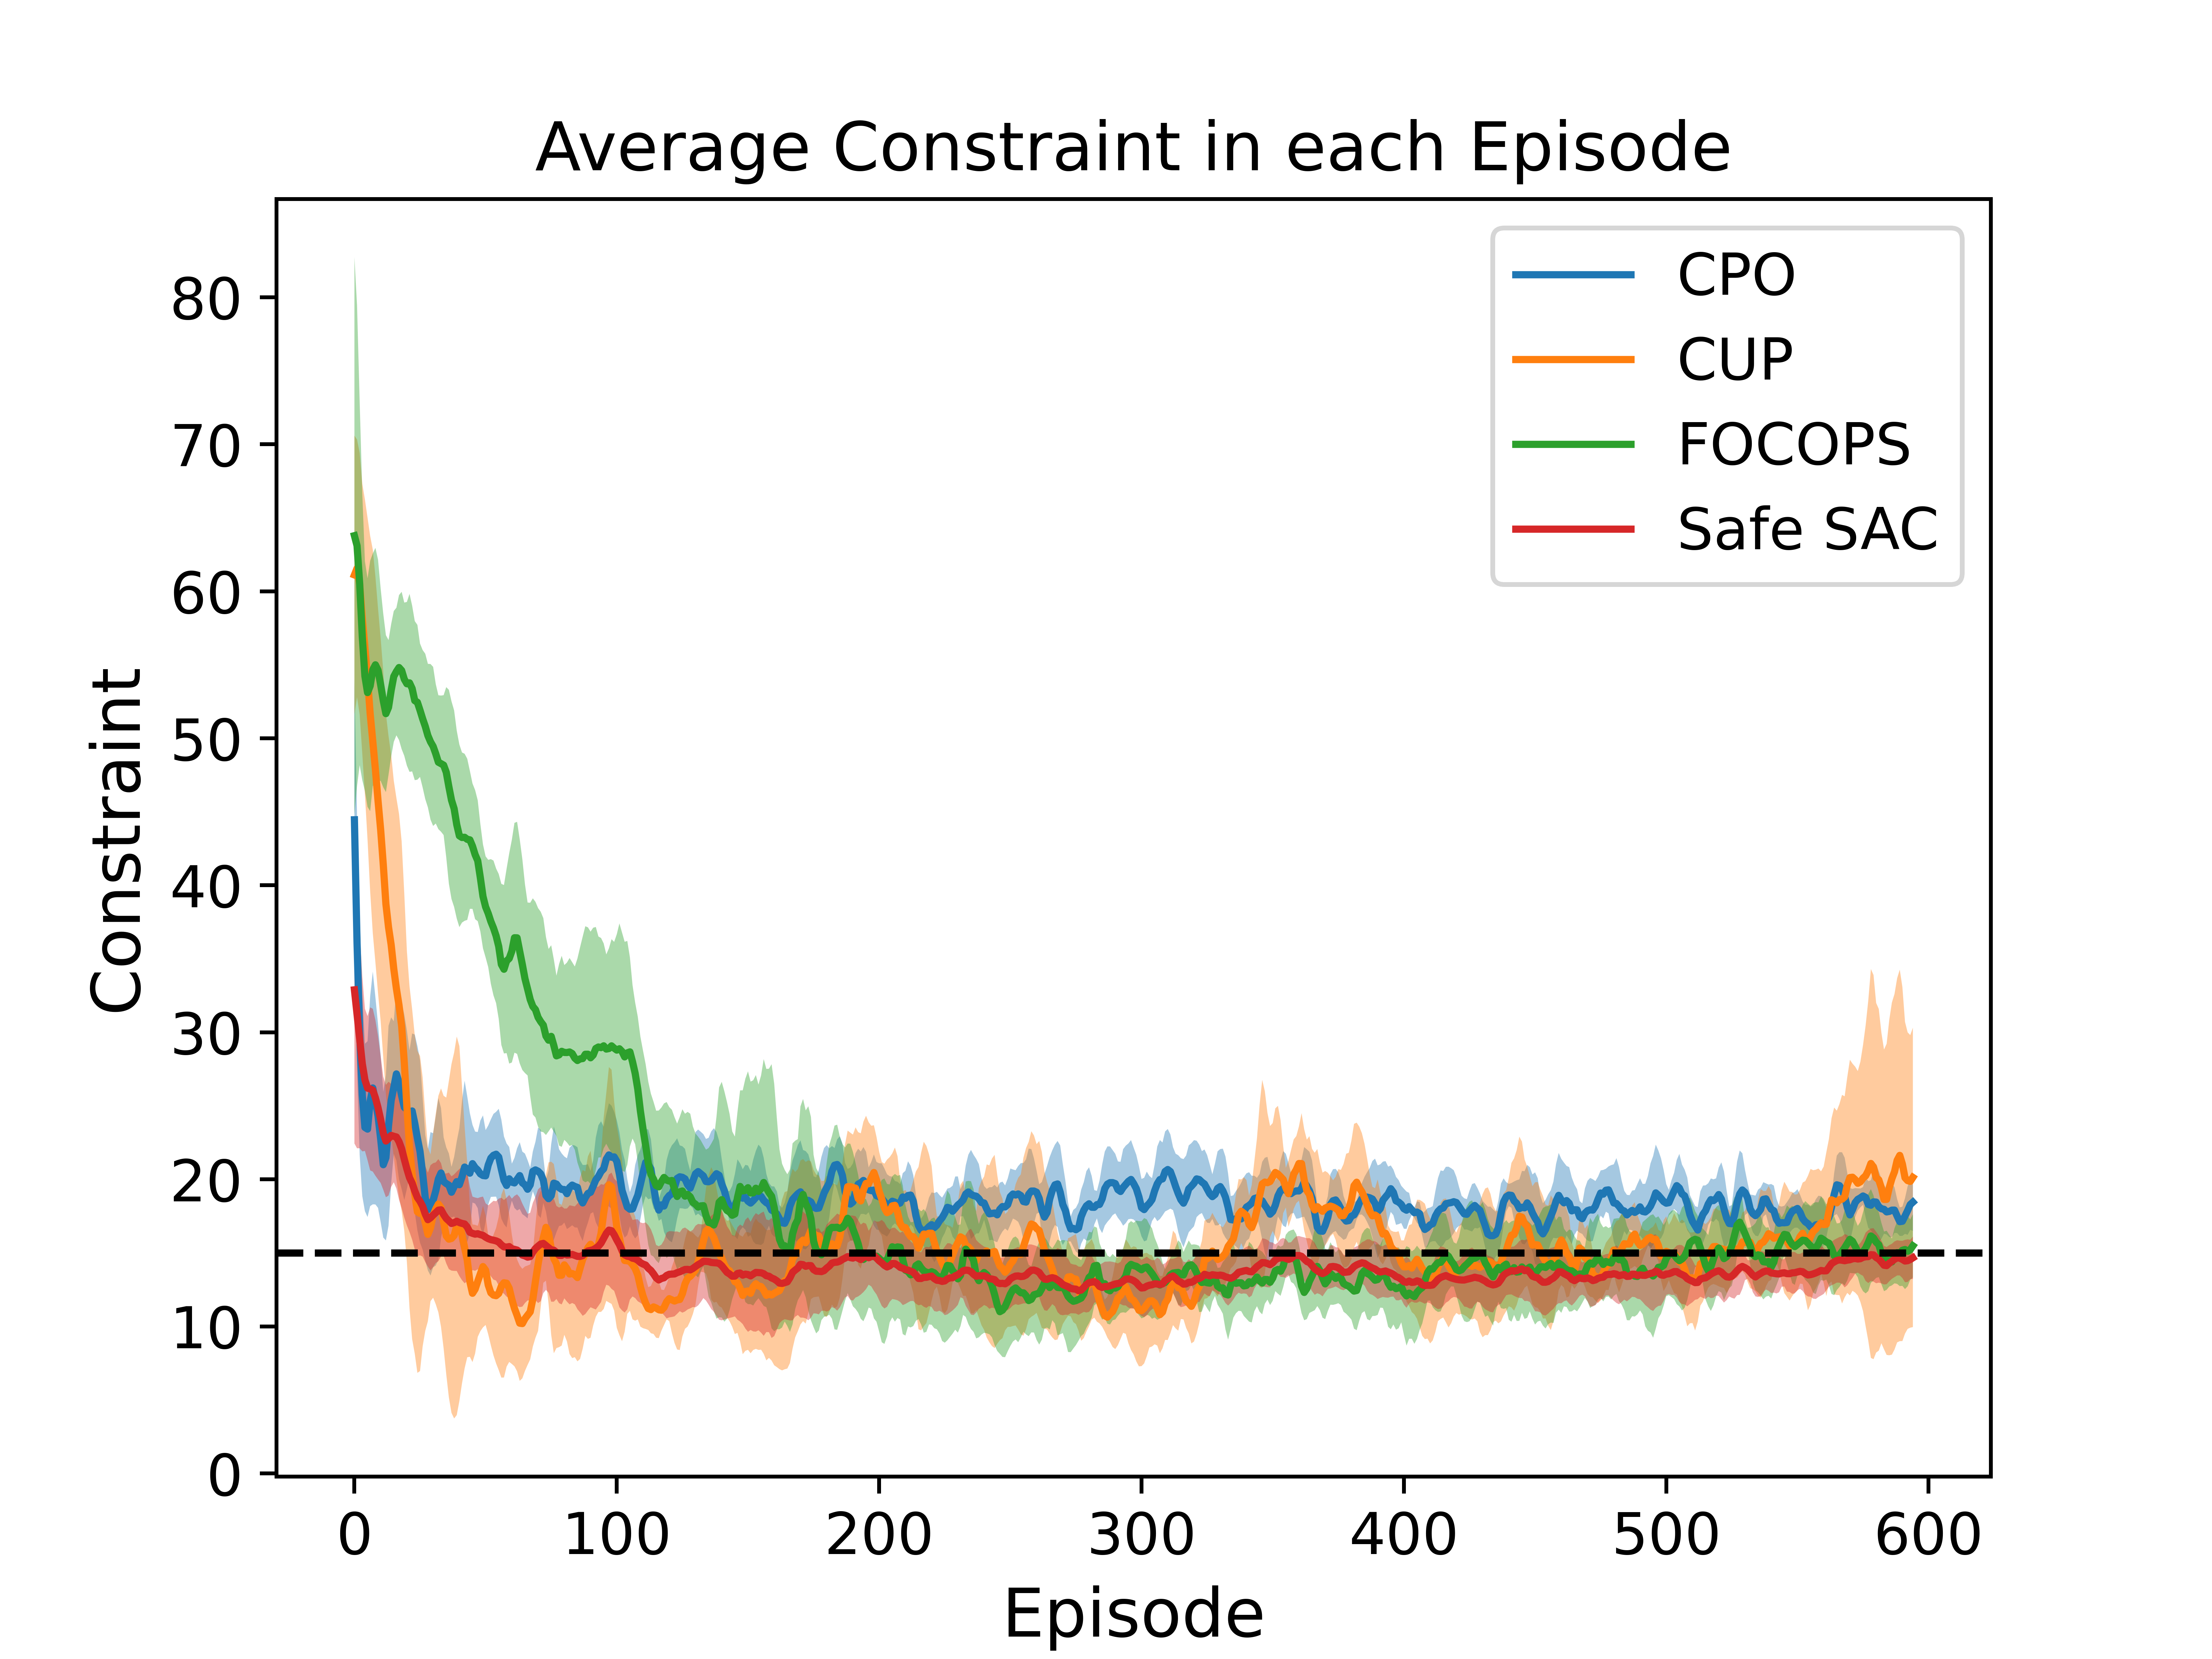 Average Constraint in each Episode
CPO
CUP
FOCOPS
Safe SAC
Constraint
80
70
60
50
40
30
20
10
0
0 100 200 300 400 500 600
Episode